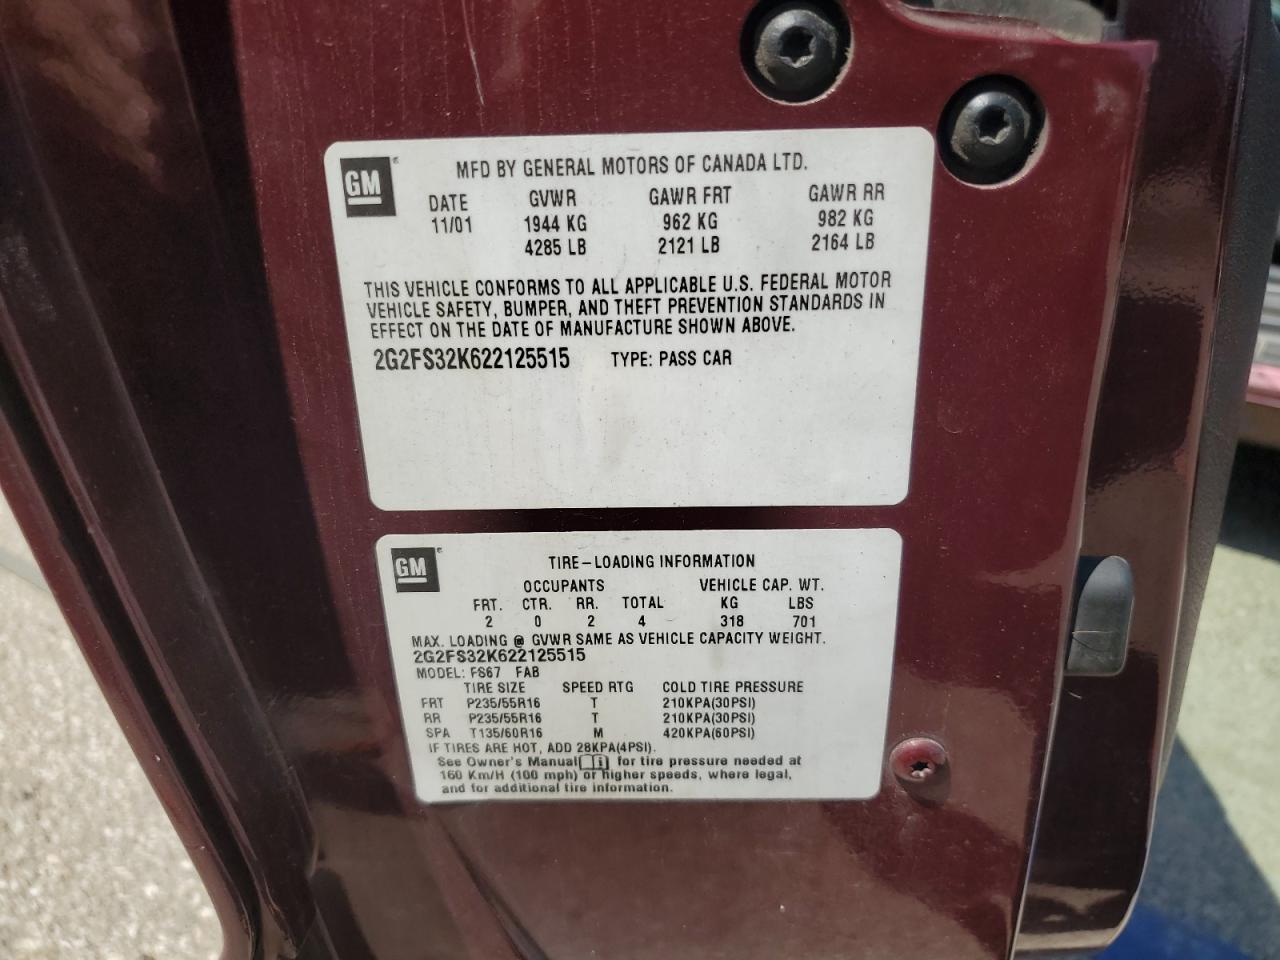 GM ®
MFD BY GENERAL MOTORS OF CANADA LTD.
DATE GVWR GAWR FRT GAWR RR
11/01 1944 KG 962 KG 982 KG
4285 LB 2121 LB 2164 LB
THIS VEHICLE CONFORMS TO ALL APPLICABLE U.S. FEDERAL MOTOR
VEHICLE SAFETY, BUMPER, AND THEFT PREVENTION STANDARDS IN
EFFECT ON THE DATE OF MANUFACTURE SHOWN ABOVE.
2G2FS32K622125515 TYPE: PASS CAR
GM ®
TIRE-LOADING INFORMATION
OCCUPANTS VEHICLE CAP. WT.
FRT. CTR. RR. TOTAL KG LBS
2 0 2 4 318 701
MAX. LOADING @ GVWR SAME AS VEHICLE CAPACITY WEIGHT.
2G2FS32K622125515
MODEL: FS67 FAB
TIRE SIZE SPEED RTG COLD TIRE PRESSURE
FRT P235/55R16 T 210KPA(30PSI)
RR P235/55R16 T 210KPA(30PSI)
SPA T135/60R16 M 420KPA(60PSI)
IF TIRES ARE HOT, ADD 28KPA(4PSI).
See Owner's Manual for tire pressure needed at
160 Km/H (100 mph) or higher speeds, where legal,
and for additional tire information.